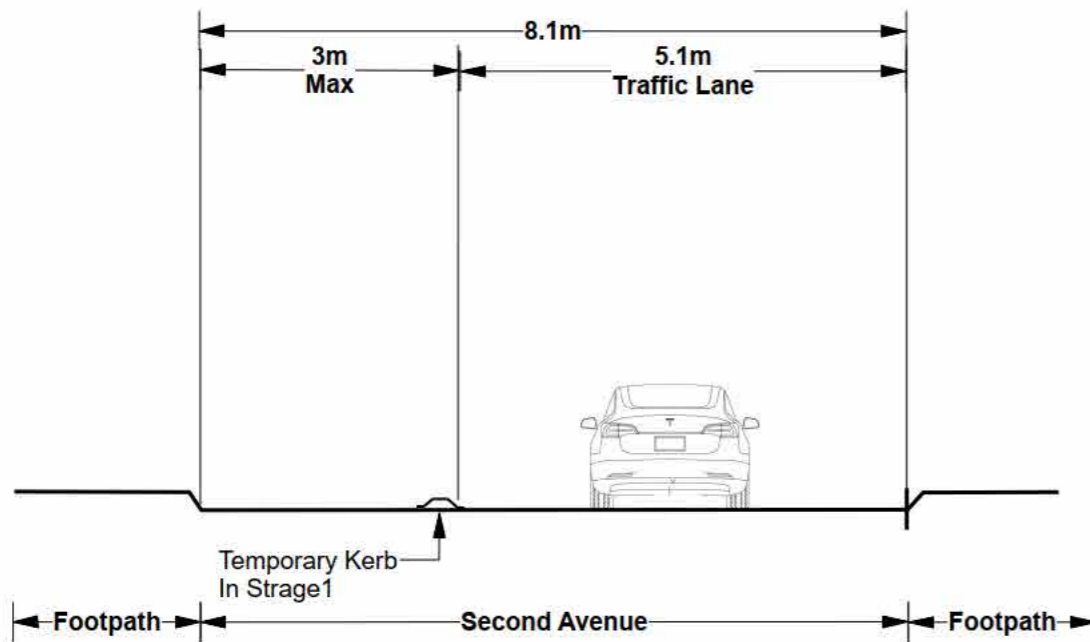 8.1m
3m
Max
5.1m
Traffic Lane
Temporary Kerb
In Strage1
Footpath
Second Avenue
Footpath